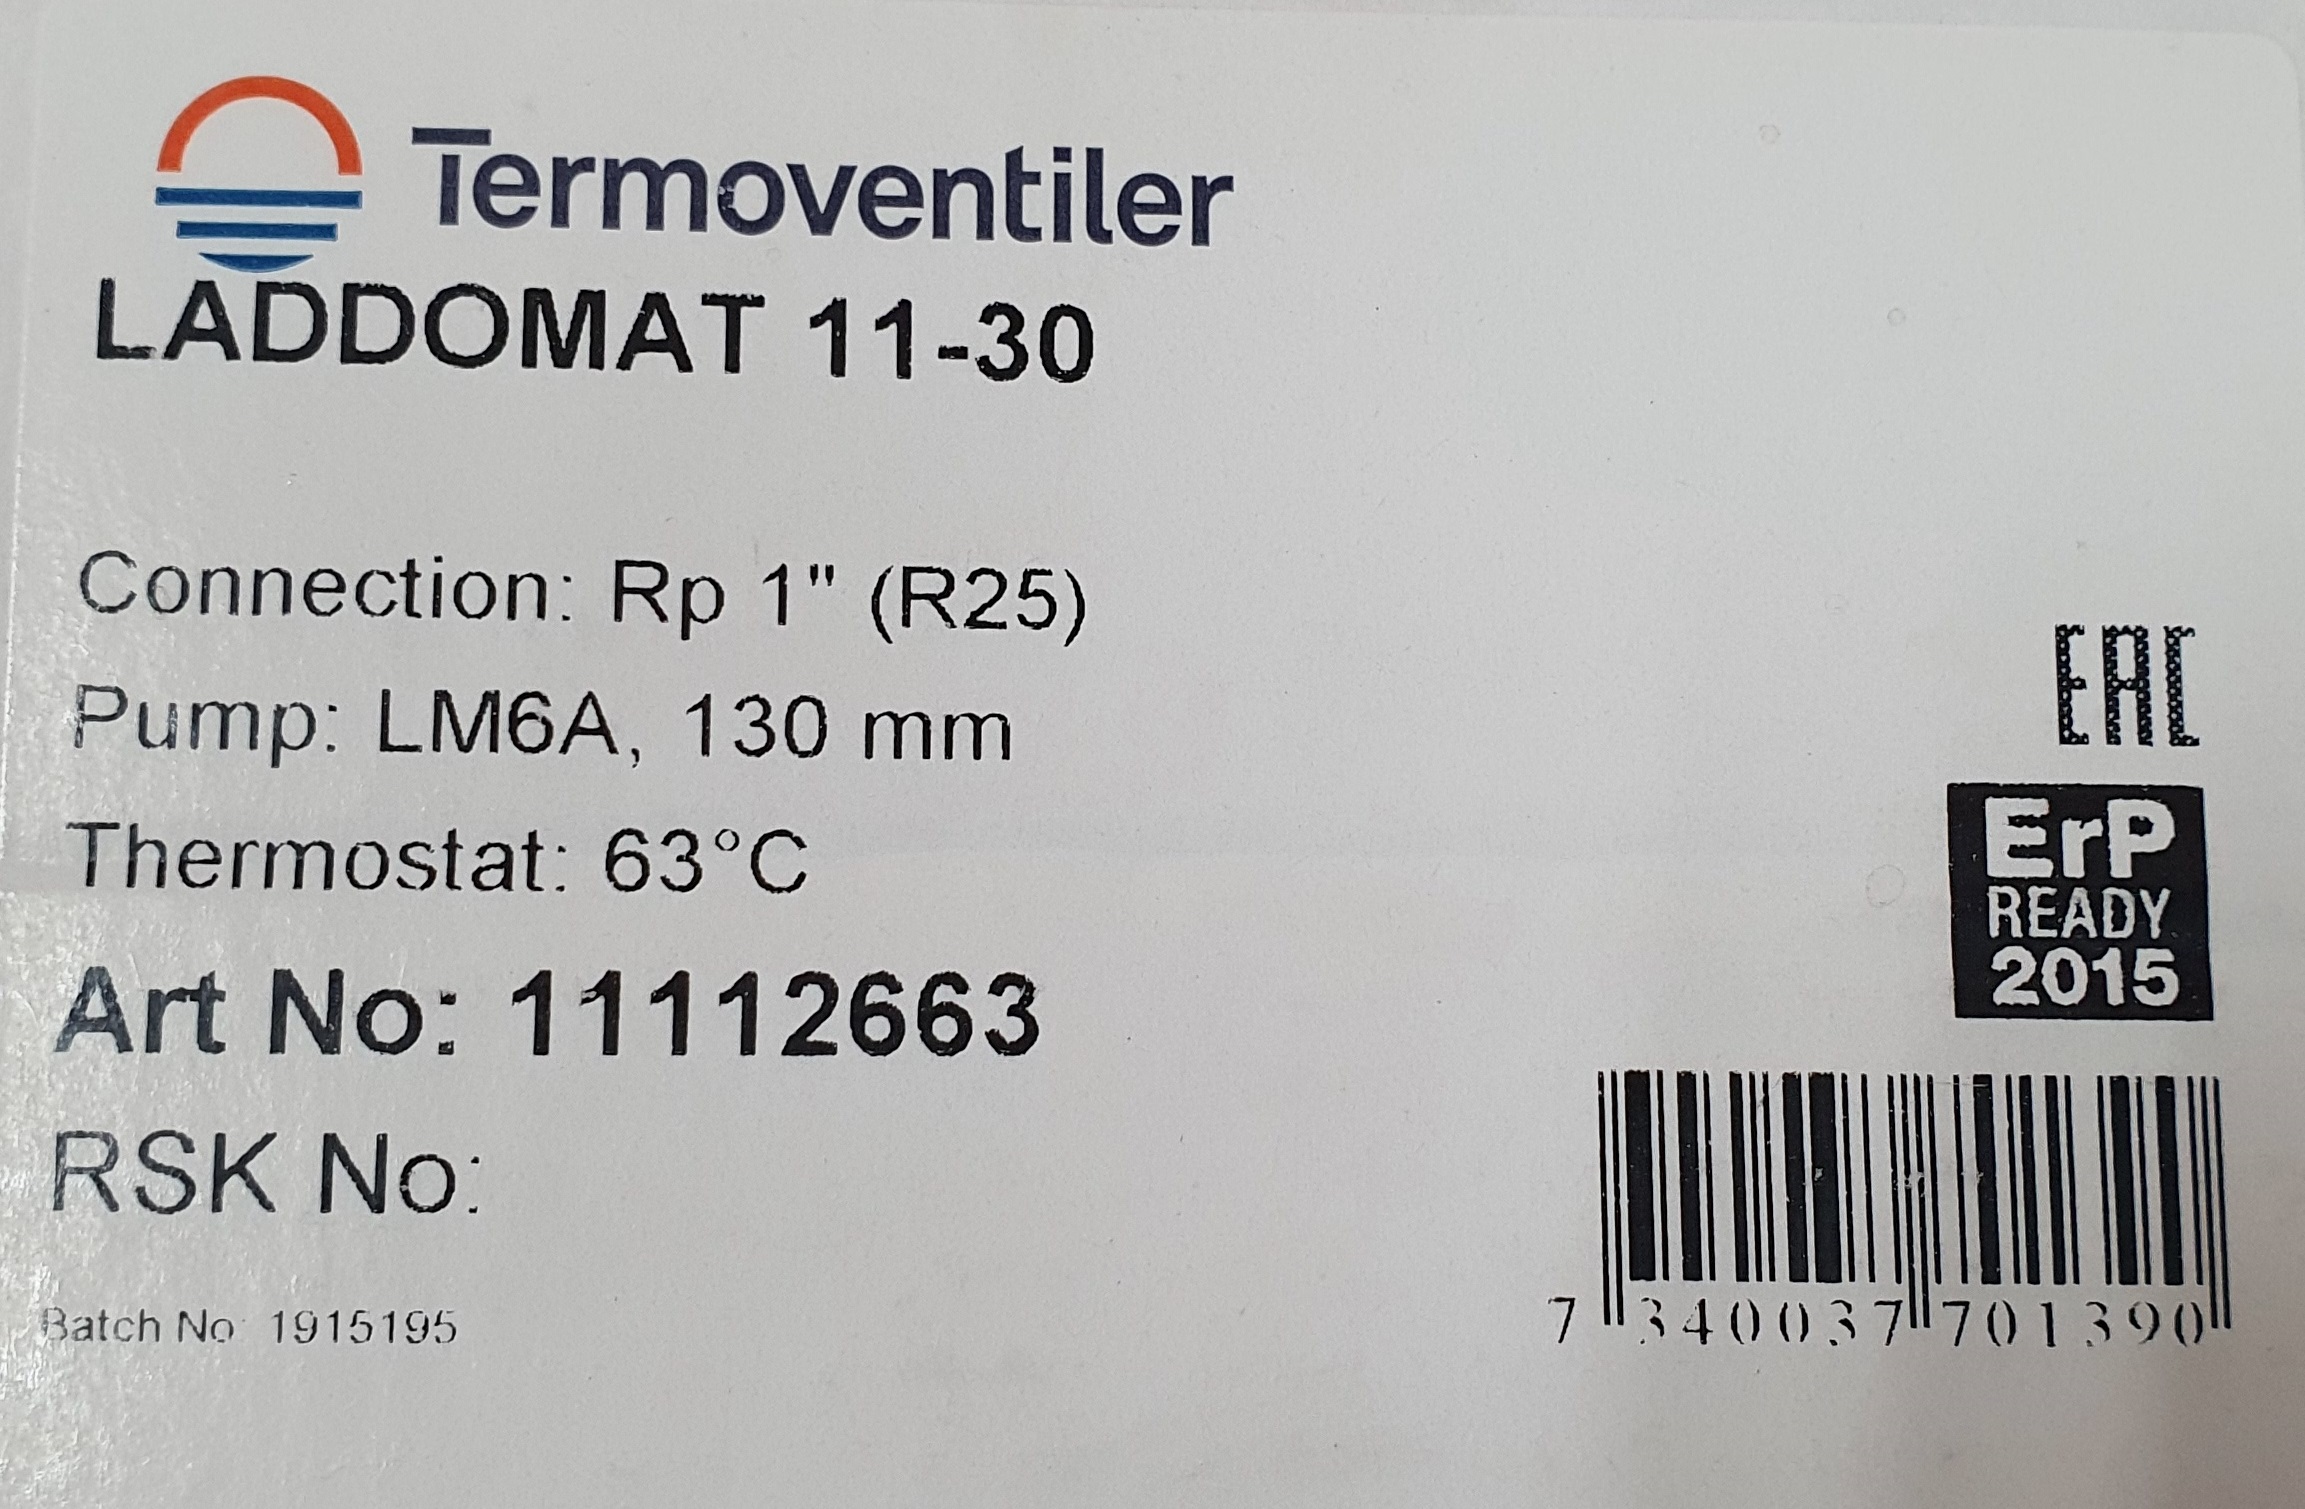 Termoventiler
LADDOMAT 11-30
Connection: Rp 1" (R25)
Pump: LM6A, 130 mm
Thermostat: 63°C
Art No: 11112663
RSK No:
Batch No: 1915195
EAC
ErP
READY
2015
7 340037 701390